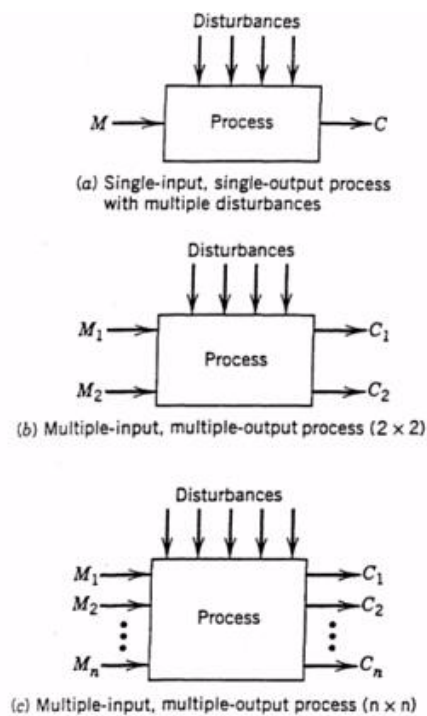 Disturbances
M
Process
C
(a) Single-input, single-output process
with multiple disturbances
Disturbances
M1
C1
Process
M2
C2
(b) Multiple-input, multiple-output process (2 × 2)
Disturbances
M1
C1
M2
C2
Process
Mn
Cn
(c) Multiple-input, multiple-output process (n × n)